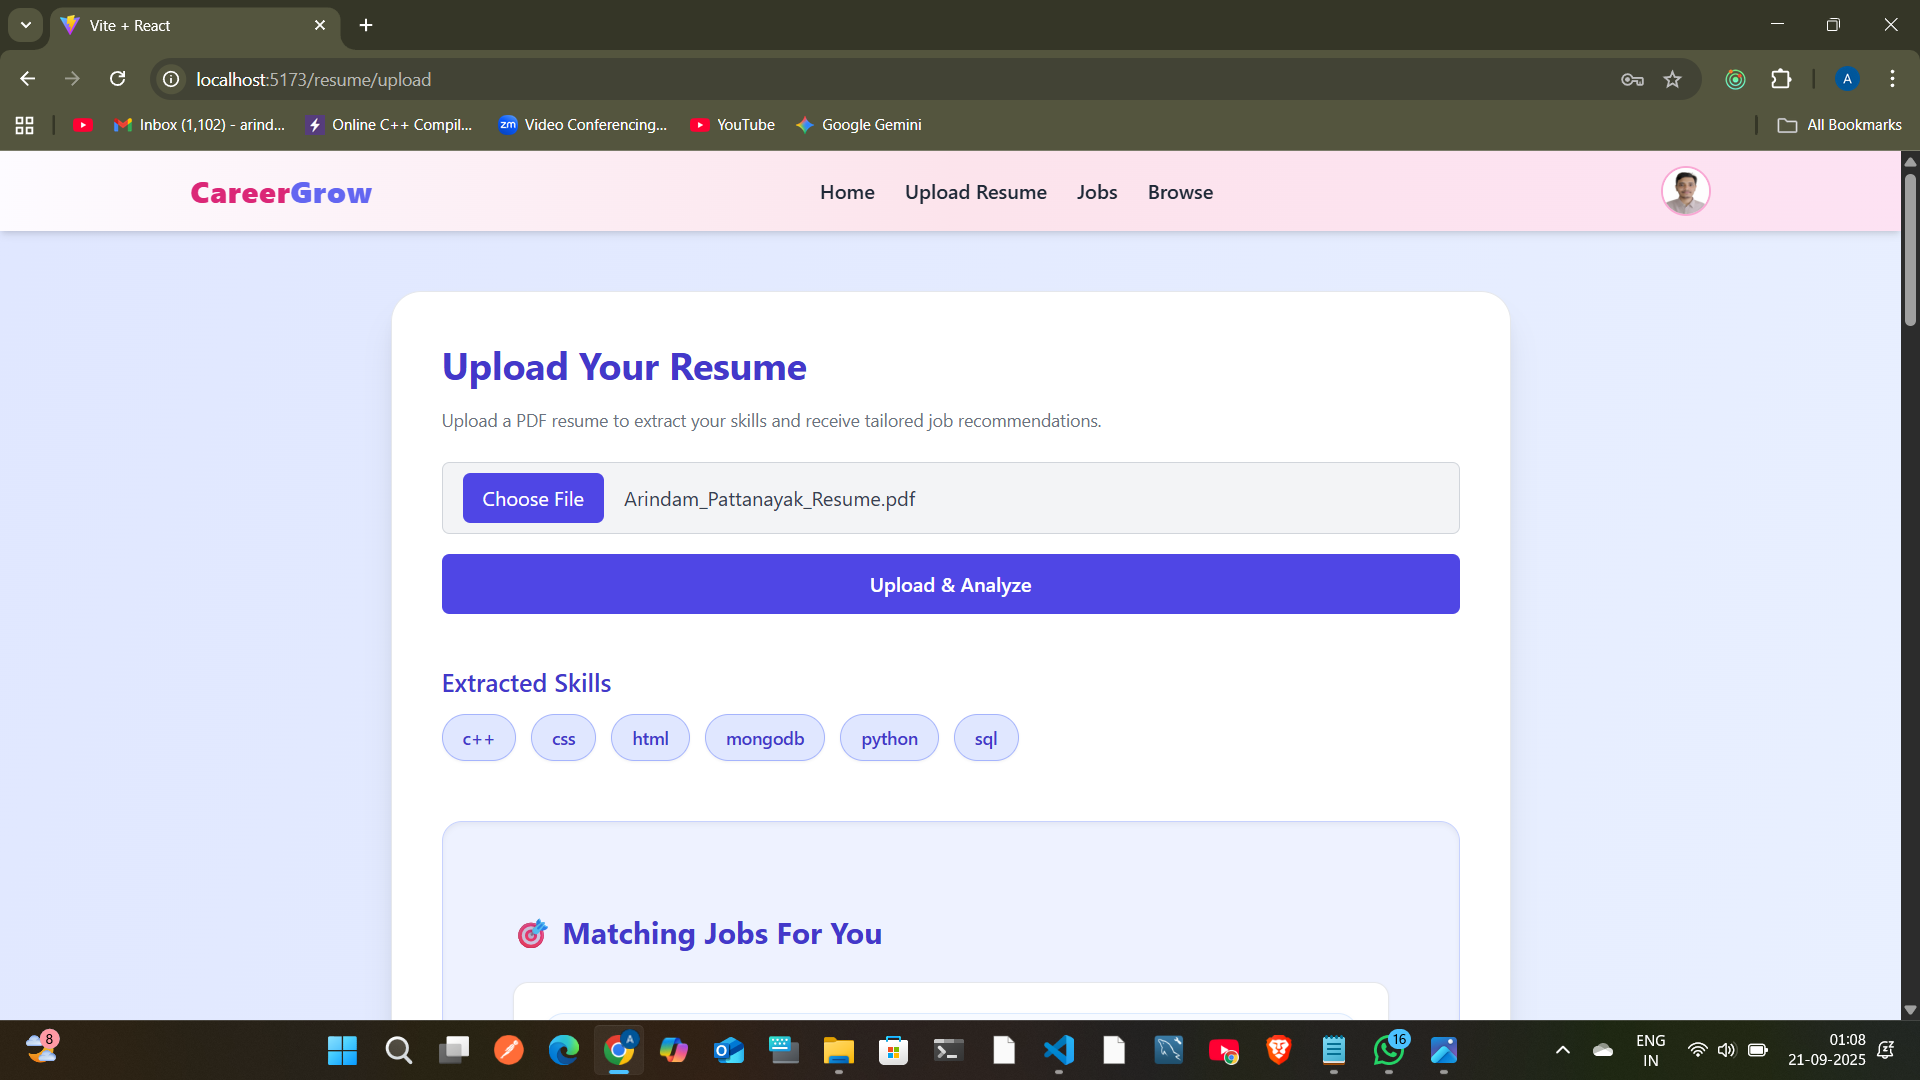 Vite + React
localhost:5173/resume/upload
A
Inbox (1,102) - arind...
Online C++ Compil...
zm
Video Conferencing...
YouTube
Google Gemini
All Bookmarks
CareerGrow
Home
Upload Resume
Jobs
Browse
Upload Your Resume
Upload a PDF resume to extract your skills and receive tailored job recommendations.
Choose File
Arindam_Pattanayak_Resume.pdf
Upload & Analyze
Extracted Skills
c++
css
html
mongodb
python
sql
Matching Jobs For You
8
A
16
ENG
IN
01:08
21-09-2025